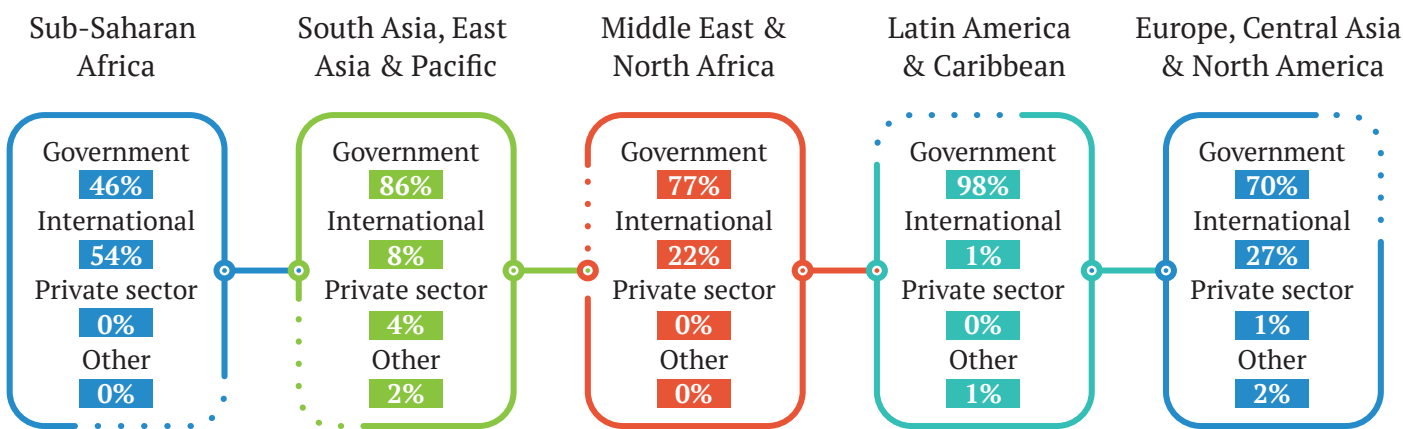 Sub-Saharan
Africa
Government
46%
International
54%
Private sector
0%
Other
0%
South Asia, East
Asia & Pacific
Government
86%
International
8%
Private sector
4%
Other
2%
Middle East &
North Africa
Government
77%
International
22%
Private sector
0%
Other
0%
Latin America
& Caribbean
Government
98%
International
1%
Private sector
0%
Other
1%
Europe, Central Asia
& North America
Government
70%
International
27%
Private sector
1%
Other
2%